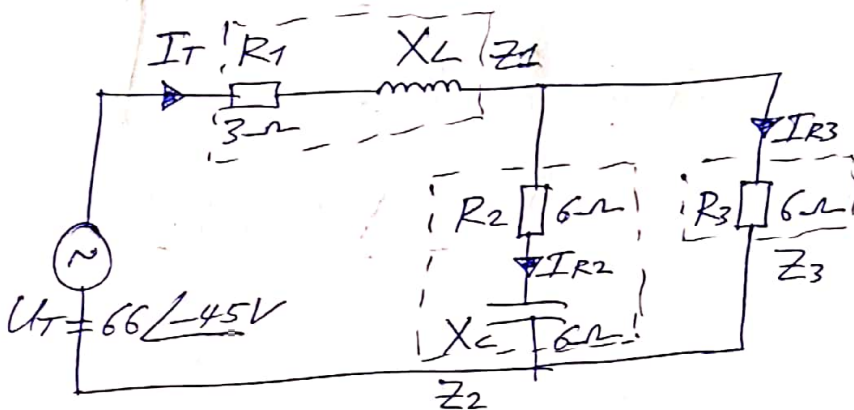 IT R1 XL Z1
3Ω
IR3
R2 6Ω
R3 6Ω
IR2
Z3
UT = 66∠-45V
XC 6Ω
Z2